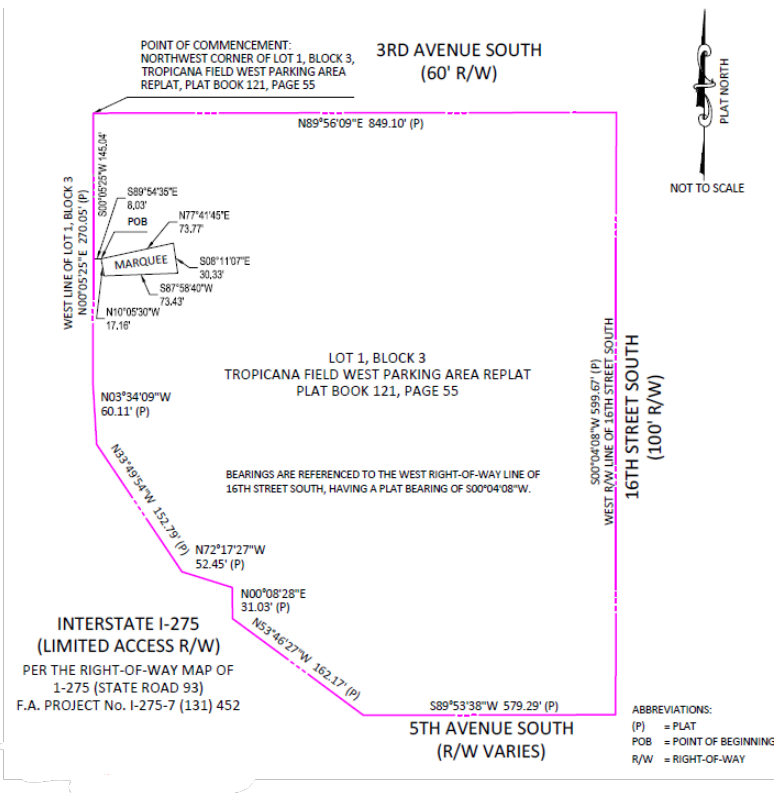 POINT OF COMMENCEMENT:
NORTHWEST CORNER OF LOT 1, BLOCK 3,
TROPICANA FIELD WEST PARKING AREA
REPLAT, PLAT BOOK 121, PAGE 55
3RD AVENUE SOUTH
(60' R/W)
PLAT NORTH
NOT TO SCALE
N89°56'09"E 849.10' (P)
WEST LINE OF LOT 1, BLOCK 3
N00°05'25"E 270.05' (P)
S00°05'25"W 145.04'
S89°54'35"E
8.03'
POB
N77°41'45"E
73.77'
MARQUEE
S08°11'07"E
30.33'
S87°58'40"W
73.43'
N10°05'30"W
17.16'
LOT 1, BLOCK 3
TROPICANA FIELD WEST PARKING AREA REPLAT
PLAT BOOK 121, PAGE 55
N03°34'09"W
60.11' (P)
S00°04'08"W 599.67' (P)
WEST R/W LINE OF 16TH STREET SOUTH
16TH STREET SOUTH
(100' R/W)
N33°49'54"W 152.79' (P)
BEARINGS ARE REFERENCED TO THE WEST RIGHT-OF-WAY LINE OF
16TH STREET SOUTH, HAVING A PLAT BEARING OF S00°04'08"W.
N72°17'27"W
52.45' (P)
N00°08'28"E
31.03' (P)
N53°46'27"W 162.17' (P)
INTERSTATE I-275
(LIMITED ACCESS R/W)
PER THE RIGHT-OF-WAY MAP OF
1-275 (STATE ROAD 93)
F.A. PROJECT No. I-275-7 (131) 452
S89°53'38"W 579.29' (P)
5TH AVENUE SOUTH
(R/W VARIES)
ABBREVIATIONS:
(P) = PLAT
POB = POINT OF BEGINNING
R/W = RIGHT-OF-WAY